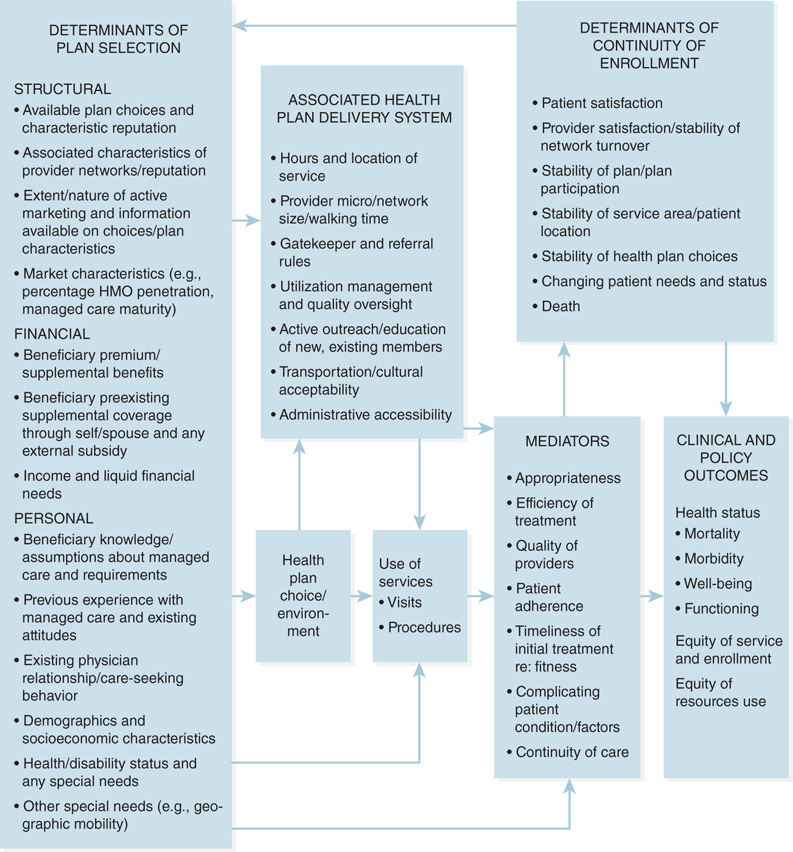 DETERMINANTS OF
PLAN SELECTION
STRUCTURAL
• Available plan choices and
characteristic reputation
• Associated characteristics of
provider networks/reputation
• Extent/nature of active
marketing and information
available on choices/plan
characteristics
• Market characteristics (e.g.,
percentage HMO penetration,
managed care maturity)
FINANCIAL
• Beneficiary premium/
supplemental benefits
• Beneficiary preexisting
supplemental coverage
through self/spouse and any
external subsidy
• Income and liquid financial
needs
PERSONAL
• Beneficiary knowledge/
assumptions about managed
care and requirements
• Previous experience with
managed care and existing
attitudes
• Existing physician
relationship/care-seeking
behavior
• Demographics and
socioeconomic characteristics
• Health/disability status and
any special needs
• Other special needs (e.g., geo-
graphic mobility)
ASSOCIATED HEALTH
PLAN DELIVERY SYSTEM
• Hours and location of
service
• Provider micro/network
size/walking time
• Gatekeeper and referral
rules
• Utilization management
and quality oversight
• Active outreach/education
of new, existing members
• Transportation/cultural
acceptability
• Administrative accessibility
Health
plan
choice/
environ-
ment
Use of
services
• Visits
• Procedures
DETERMINANTS OF
CONTINUITY OF
ENROLLMENT
• Patient satisfaction
• Provider satisfaction/stability of
network turnover
• Stability of plan/plan
participation
• Stability of service area/patient
location
• Stability of health plan choices
• Changing patient needs and status
• Death
MEDIATORS
• Appropriateness
• Efficiency of
treatment
• Quality of
providers
• Patient
adherence
• Timeliness of
initial treatment
re: fitness
• Complicating
patient
condition/factors
• Continuity of care
CLINICAL AND
POLICY
OUTCOMES
Health status
• Mortality
• Morbidity
• Well-being
• Functioning
Equity of service
and enrollment
Equity of
resources use